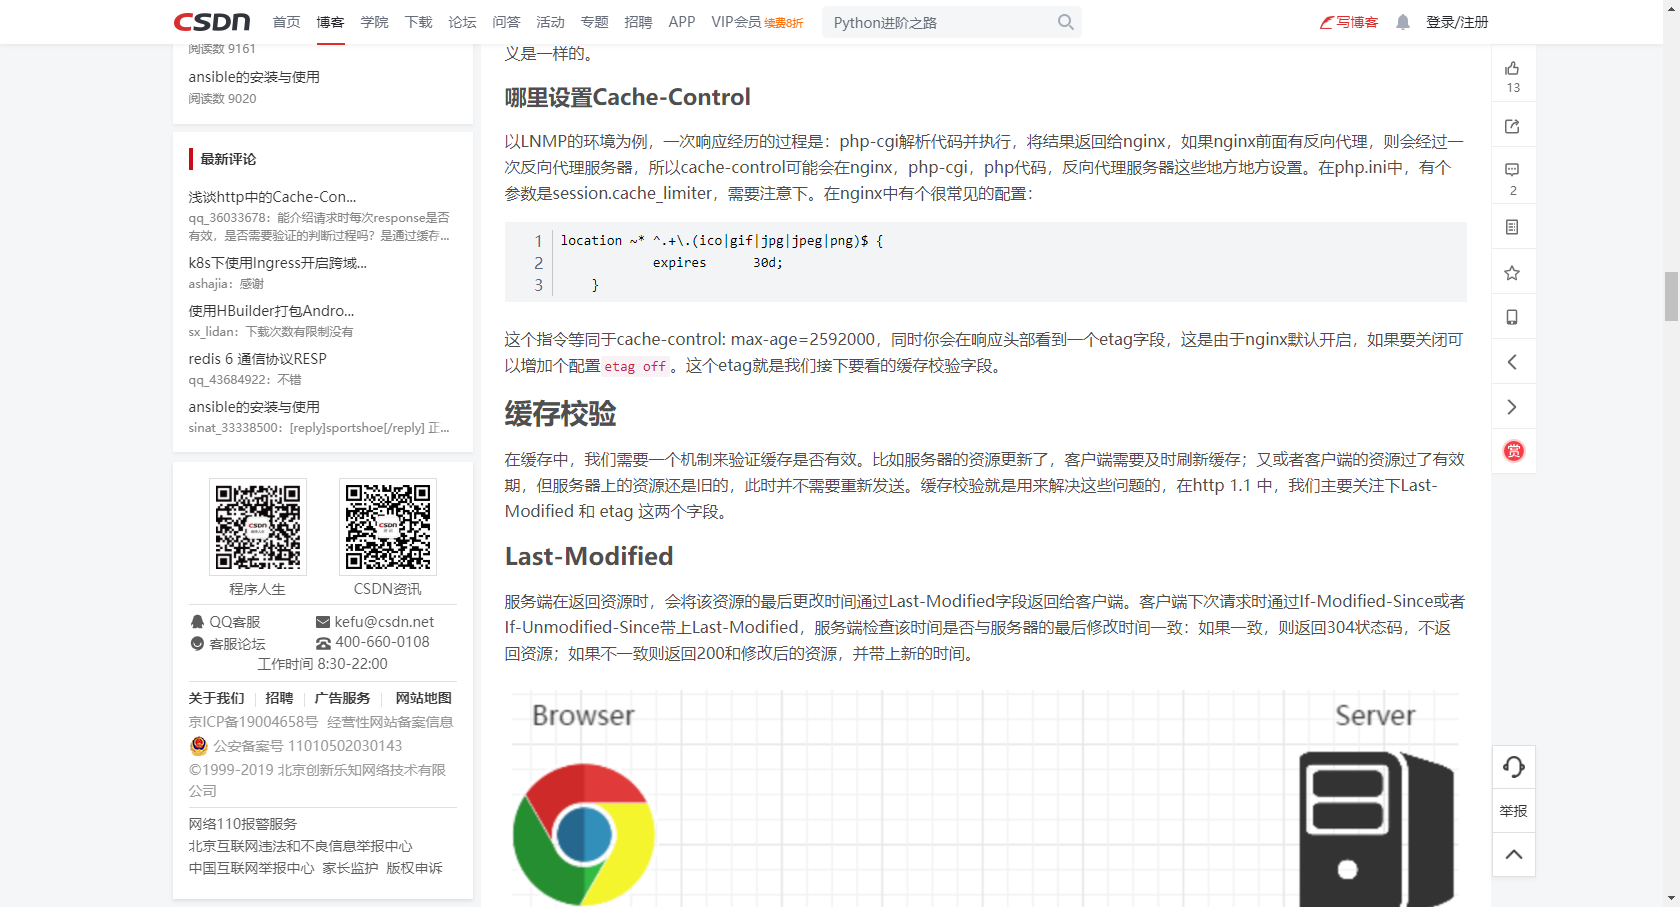 CSDN 首页 博客 学院 下载 论坛 问答 活动 专题 招聘 APP VIP会员 续费8折 Python进阶之路 写博客 登录/注册
阅读数 9161
ansible的安装与使用
阅读数 9020
最新评论
浅谈http中的Cache-Con...
qq_36033678：能介绍请求时每次response是否
有效，是否需要验证的判断过程吗？是通过缓存...
k8s下使用Ingress开启跨域...
ashajia：感谢
使用HBuilder打包Andro...
sx_lidan：下载次数有限制没有
redis 6 通信协议RESP
qq_43684922：不错
ansible的安装与使用
sinat_33338500：[reply]sportshoe[/reply] 正...
程序人生 CSDN资讯
QQ客服 kefu@csdn.net
客服论坛 400-660-0108
工作时间 8:30-22:00
关于我们 招聘 广告服务 网站地图
京ICP备19004658号 经营性网站备案信息
公安备案号 11010502030143
©1999-2019 北京创新乐知网络技术有限
公司
网络110报警服务
北京互联网违法和不良信息举报中心
中国互联网举报中心 家长监护 版权申诉
义是一样的。
哪里设置Cache-Control
以LNMP的环境为例，一次响应经历的过程是：php-cgi解析代码并执行，将结果返回给nginx，如果nginx前面有反向代理，则会经过一
次反向代理服务器，所以cache-control可能会在nginx，php-cgi，php代码，反向代理服务器这些地方地方设置。在php.ini中，有个
参数是session.cache_limiter，需要注意下。在nginx中有个很常见的配置：
1 location ~* ^.+\.(ico|gif|jpg|jpeg|png)$ {
2 expires 30d;
3 }
这个指令等同于cache-control: max-age=2592000，同时你会在响应头部看到一个etag字段，这是由于nginx默认开启，如果要关闭可
以增加个配置 etag off 。这个etag就是我们接下要看的缓存校验字段。
缓存校验
在缓存中，我们需要一个机制来验证缓存是否有效。比如服务器的资源更新了，客户端需要及时刷新缓存；又或者客户端的资源过了有效
期，但服务器上的资源还是旧的，此时并不需要重新发送。缓存校验就是用来解决这些问题的，在http 1.1 中，我们主要关注下Last-
Modified 和 etag 这两个字段。
Last-Modified
服务端在返回资源时，会将该资源的最后更改时间通过Last-Modified字段返回给客户端。客户端下次请求时通过If-Modified-Since或者
If-Unmodified-Since带上Last-Modified，服务端检查该时间是否与服务器的最后修改时间一致：如果一致，则返回304状态码，不返
回资源；如果不一致则返回200和修改后的资源，并带上新的时间。
Browser Server
13
2
赏
举报